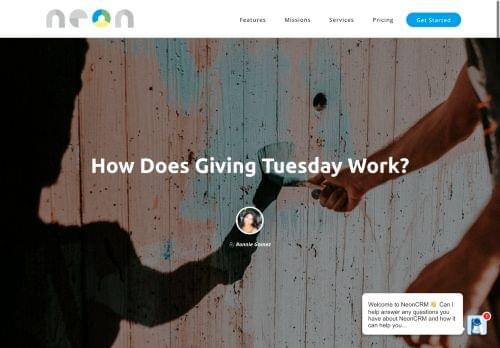 neon
Features Missions Services Pricing Get Started
How Does Giving Tuesday Work?
By Ronnie Gomez
Welcome to NeonCRM 👋 Can I
help answer any questions you
have about NeonCRM and how it
can help you...
1